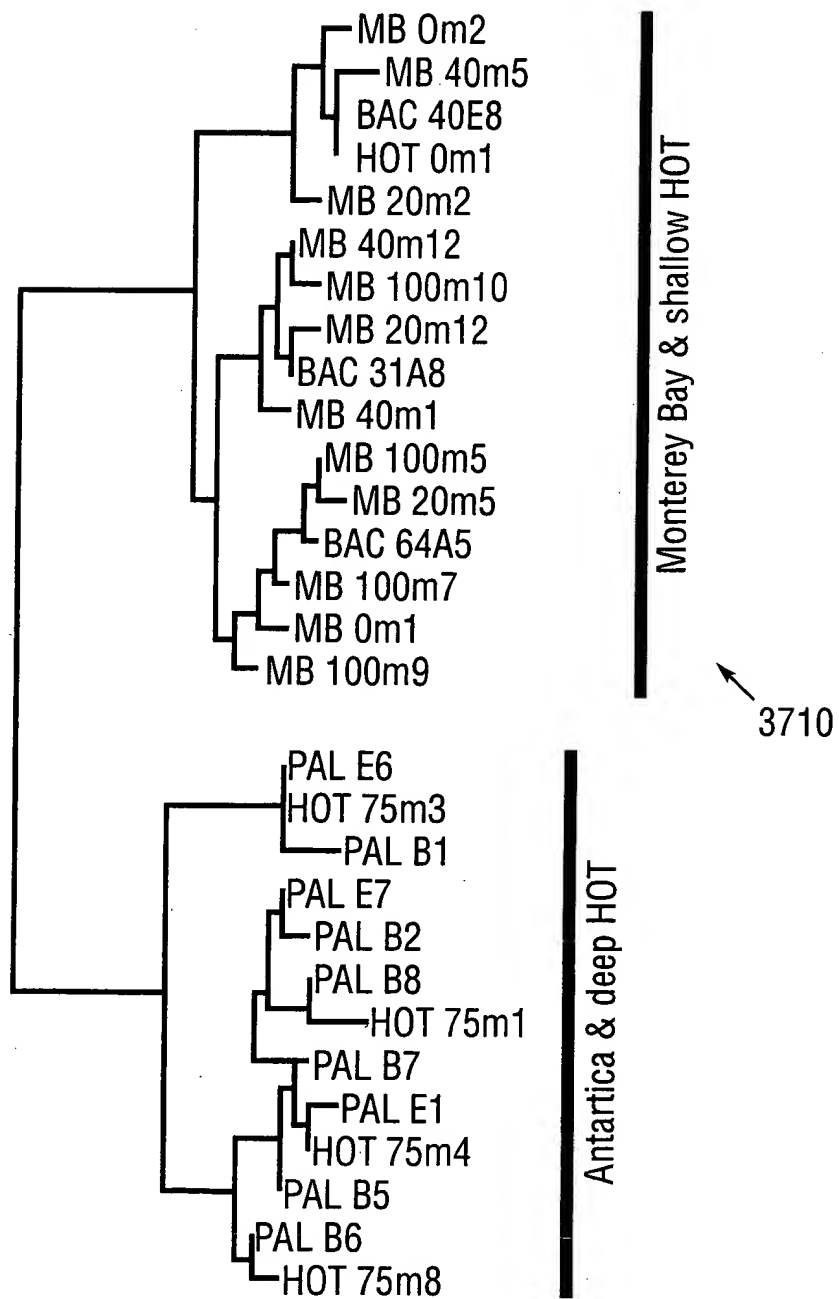 MB 0m2
MB 40m5
BAC 40E8
HOT 0m1
MB 20m2
MB 40m12
MB 100m10
MB 20m12
BAC 31A8
MB 40m1
MB 100m5
MB 20m5
BAC 64A5
MB 100m7
MB 0m1
MB 100m9
Monterey Bay & shallow HOT
3710
PAL E6
HOT 75m3
PAL B1
PAL E7
PAL B2
PAL B8
HOT 75m1
PAL B7
PAL E1
HOT 75m4
PAL B5
PAL B6
HOT 75m8
Antartica & deep HOT